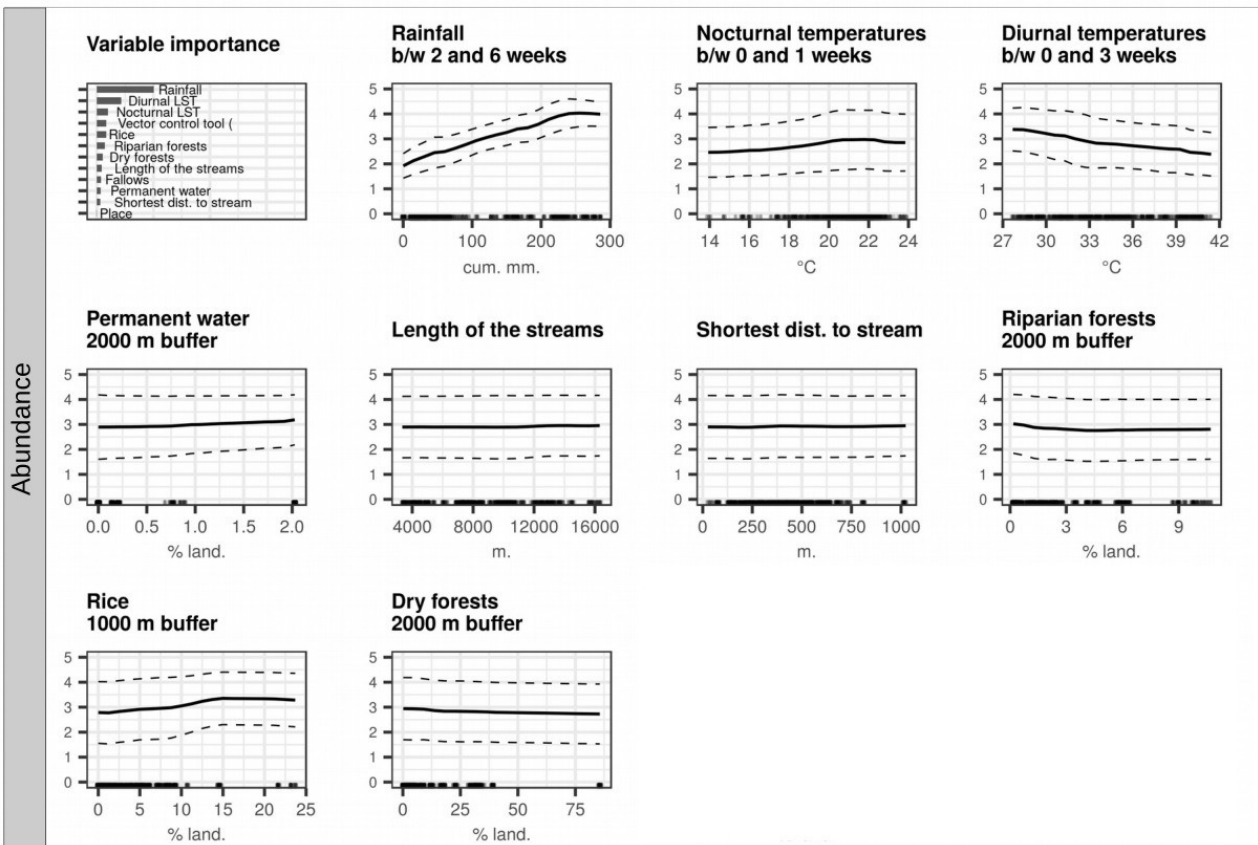 Abundance
Variable importance
Rainfall
Diurnal LST
Nocturnal LST
Vector control tool (
Rice
Riparian forests
Dry forests
Length of the streams
Fallows
Permanent water
Shortest dist. to stream
Place
Rainfall
b/w 2 and 6 weeks
5
4
3
2
1
0
0 100 200 300
cum. mm.
Nocturnal temperatures
b/w 0 and 1 weeks
5
4
3
2
1
0
14 16 18 20 22 24
°C
Diurnal temperatures
b/w 0 and 3 weeks
5
4
3
2
1
0
27 30 33 36 39 42
°C
Permanent water
2000 m buffer
5
4
3
2
1
0
0.0 0.5 1.0 1.5 2.0
% land.
Length of the streams
5
4
3
2
1
0
4000 8000 12000 16000
m.
Shortest dist. to stream
5
4
3
2
1
0
0 250 500 750 1000
m.
Riparian forests
2000 m buffer
5
4
3
2
1
0
0 3 6 9
% land.
Rice
1000 m buffer
5
4
3
2
1
0
0 5 10 15 20 25
% land.
Dry forests
2000 m buffer
5
4
3
2
1
0
0 25 50 75
% land.